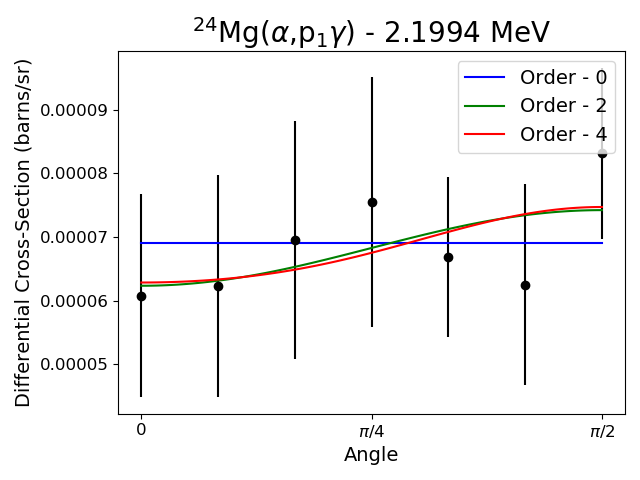 ²⁴Mg(α,p₁γ) - 2.1994 MeV
Order - 0
Order - 2
Order - 4
Differential Cross-Section (barns/sr)
0.00009
0.00008
0.00007
0.00006
0.00005
0
π/4
π/2
Angle